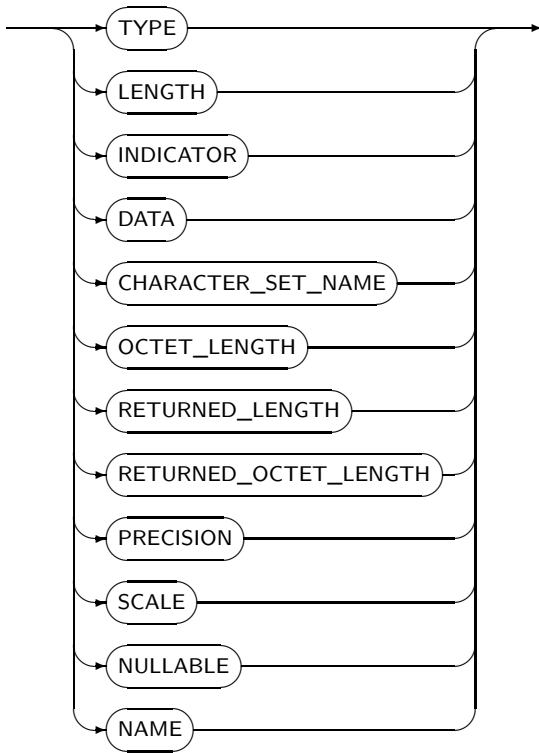 TYPE
LENGTH
INDICATOR
DATA
CHARACTER_SET_NAME
OCTET_LENGTH
RETURNED_LENGTH
RETURNED_OCTET_LENGTH
PRECISION
SCALE
NULLABLE
NAME